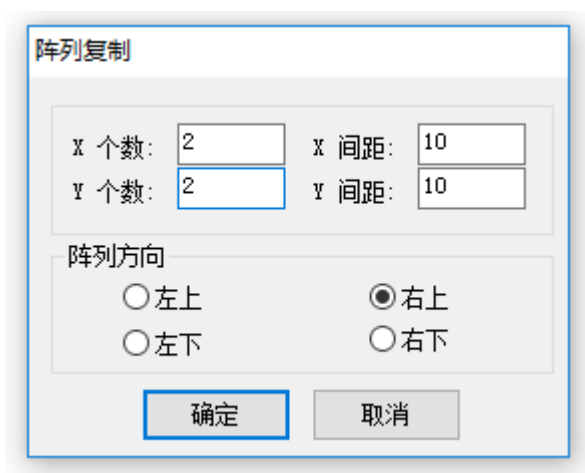 阵列复制
X 个数: 2 X 间距: 10
Y 个数: 2 Y 间距: 10
阵列方向
左上 右上
左下 右下
确定 取消